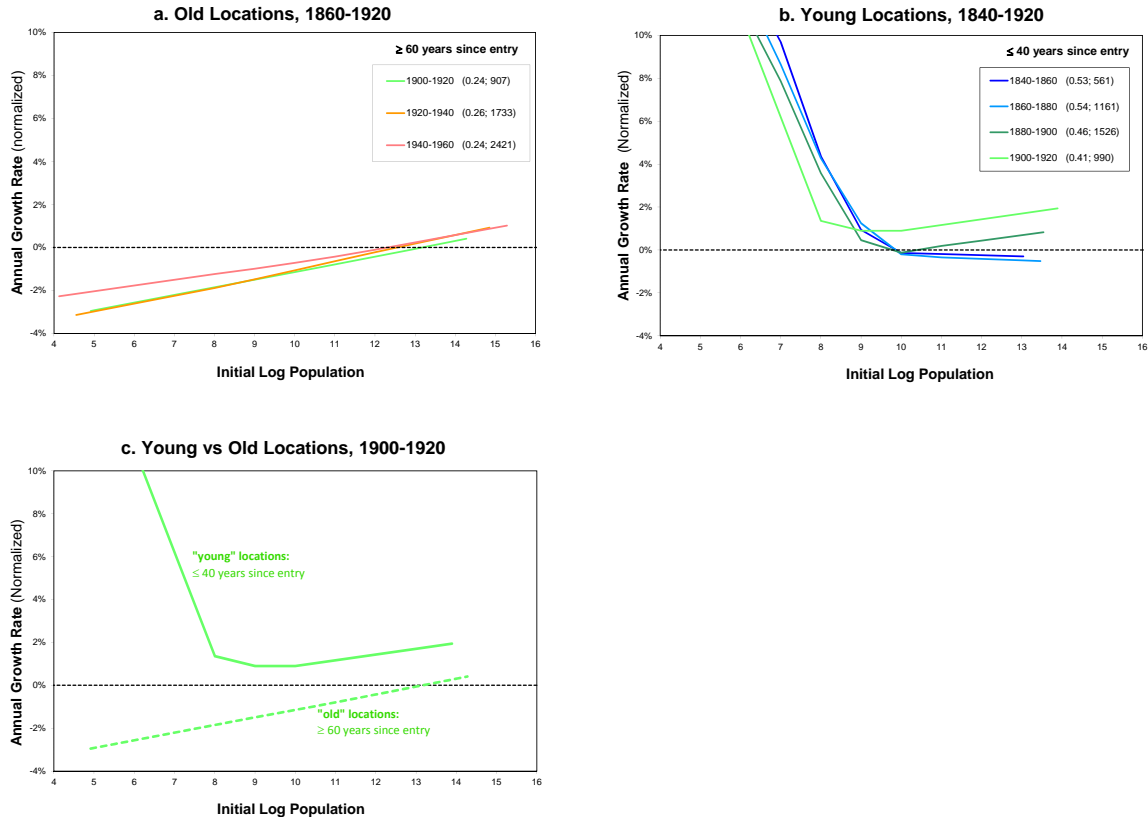 a. Old Locations, 1860-1920
≥ 60 years since entry
1900-1920 (0.24; 907)
1920-1940 (0.26; 1733)
1940-1960 (0.24; 2421)
Annual Growth Rate (normalized)
10%
8%
6%
4%
2%
0%
-2%
-4%
4 5 6 7 8 9 10 11 12 13 14 15 16
Initial Log Population
b. Young Locations, 1840-1920
≤ 40 years since entry
1840-1860 (0.53; 561)
1860-1880 (0.54; 1161)
1880-1900 (0.46; 1526)
1900-1920 (0.41; 990)
Annual Growth Rate (Normalized)
10%
8%
6%
4%
2%
0%
-2%
-4%
4 5 6 7 8 9 10 11 12 13 14 15 16
Initial Log Population
c. Young vs Old Locations, 1900-1920
Annual Growth Rate (Normalized)
10%
8%
6%
4%
2%
0%
-2%
-4%
"young" locations:
≤ 40 years since entry
"old" locations:
≥ 60 years since entry
4 5 6 7 8 9 10 11 12 13 14 15 16
Initial Log Population